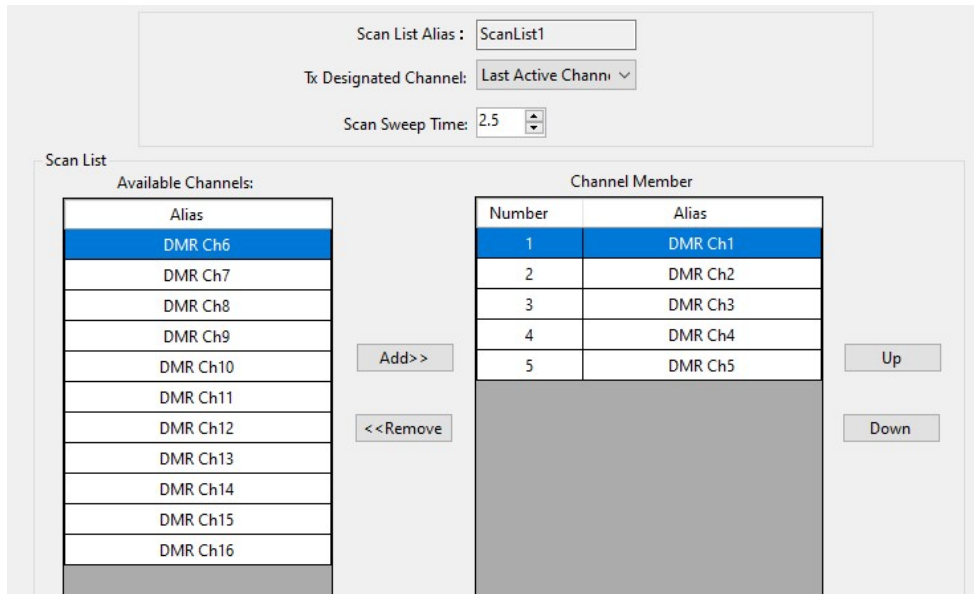 Scan List Alias : ScanList1
Tx Designated Channel: Last Active Chann
Scan Sweep Time: 2.5
Scan List
Available Channels:
Alias
DMR Ch6
DMR Ch7
DMR Ch8
DMR Ch9
DMR Ch10
DMR Ch11
DMR Ch12
DMR Ch13
DMR Ch14
DMR Ch15
DMR Ch16
Add>>
<<Remove
Channel Member
Number Alias
1 DMR Ch1
2 DMR Ch2
3 DMR Ch3
4 DMR Ch4
5 DMR Ch5
Up
Down